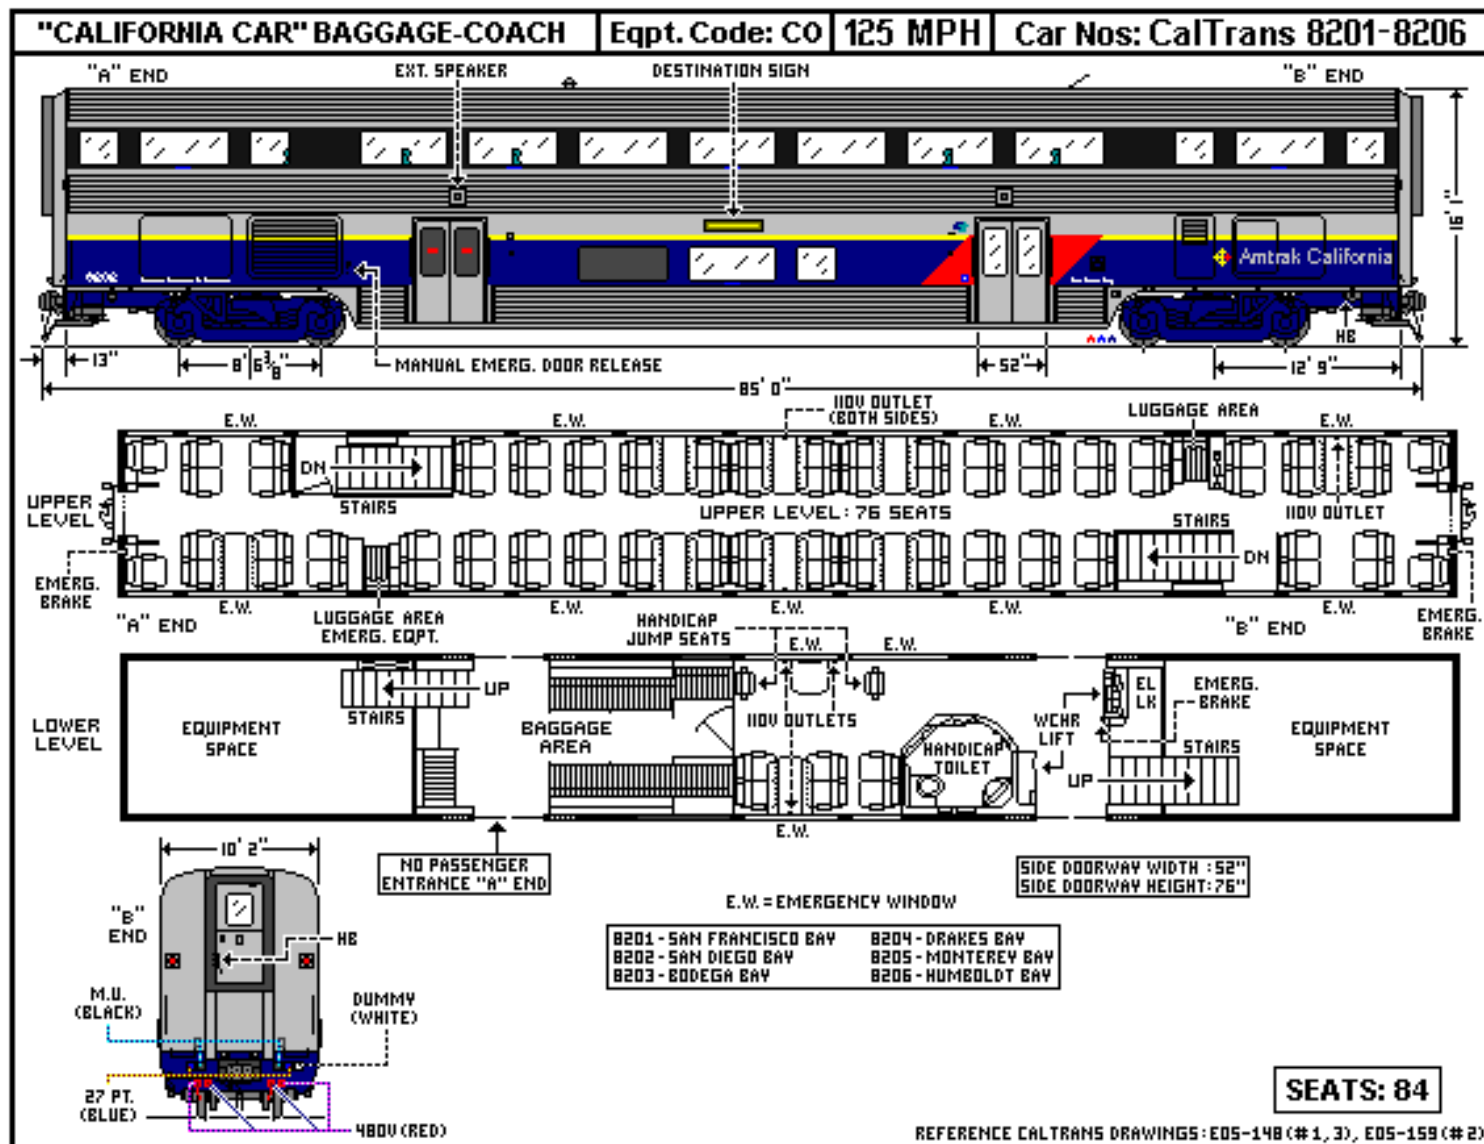 "CALIFORNIA CAR" BAGGAGE-COACH
Eqpt. Code: CO
125 MPH
Car Nos: CalTrans 8201-8206
"A" END
EXT. SPEAKER
DESTINATION SIGN
"B" END
16' 1"
8202
Amtrak California
HB
13"
8' 6 3/8"
MANUAL EMERG. DOOR RELEASE
52"
12' 9"
85' 0"
E.W.
E.W.
110V OUTLET
(BOTH SIDES)
E.W.
LUGGAGE AREA
E.W.
DN
STAIRS
UPPER
LEVEL
UPPER LEVEL: 76 SEATS
110V OUTLET
STAIRS
DN
EMERG.
BRAKE
E.W.
E.W.
E.W.
E.W.
E.W.
"A" END
LUGGAGE AREA
EMERG. EQPT.
HANDICAP
JUMP SEATS
"B" END
EMERG.
BRAKE
E.W.
E.W.
UP
STAIRS
LOWER
LEVEL
EQUIPMENT
SPACE
BAGGAGE
AREA
110V OUTLETS
HANDICAP
TOILET
WCHR
LIFT
EL
LK
EMERG.
BRAKE
STAIRS
UP
EQUIPMENT
SPACE
E.W.
10' 2"
NO PASSENGER
ENTRANCE "A" END
SIDE DOORWAY WIDTH :52"
SIDE DOORWAY HEIGHT:76"
E.W. = EMERGENCY WINDOW
"B"
END
HB
8201 - SAN FRANCISCO BAY
8204 - DRAKES BAY
8202 - SAN DIEGO BAY
8205 - MONTEREY BAY
8203 - BODEGA BAY
8206 - HUMBOLDT BAY
M.U.
(BLACK)
DUMMY
(WHITE)
27 PT.
(BLUE)
480V (RED)
SEATS: 84
REFERENCE CALTRANS DRAWINGS: E05-148 (#1, 3), E05-159 (#2)